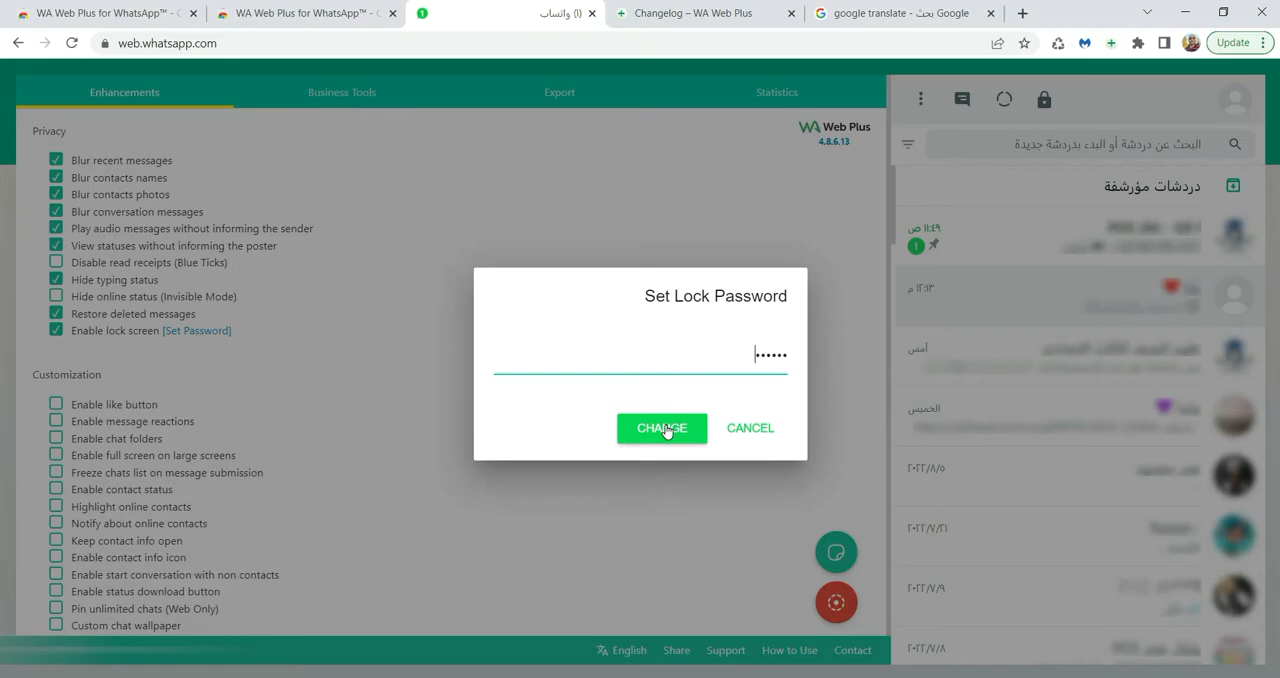 WA Web Plus for WhatsApp™ - C
WA Web Plus for WhatsApp™ - C
(١) واتساب
Changelog – WA Web Plus
google translate - بحث Google
web.whatsapp.com
Update
Enhancements
Business Tools
Export
Statistics
Privacy
WA Web Plus
4.8.6.13
Blur recent messages
Blur contacts names
Blur contacts photos
Blur conversation messages
Play audio messages without informing the sender
View statuses without informing the poster
Disable read receipts (Blue Ticks)
Hide typing status
Hide online status (Invisible Mode)
Restore deleted messages
Enable lock screen [Set Password]
Customization
Enable like button
Enable message reactions
Enable chat folders
Enable full screen on large screens
Freeze chats list on message submission
Enable contact status
Highlight online contacts
Notify about online contacts
Keep contact info open
Enable contact info icon
Enable start conversation with non contacts
Enable status download button
Pin unlimited chats (Web Only)
Custom chat wallpaper
Set Lock Password
••••••
CHANGE
CANCEL
البحث عن دردشة أو البدء بدردشة جديدة
دردشات مؤرشفة
١١:٤٩ ص
١
١٢:١٣ م
أمس
الخميس
٢٠٢٢/٨/٥
٢٠٢٢/٧/٢١
٢٠٢٢/٧/٩
٢٠٢٢/٧/٨
English
Share
Support
How to Use
Contact